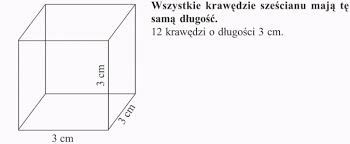 Wszystkie krawędzie sześcianu mają tę
samą długość.
12 krawędzi o długości 3 cm.
3 cm
3 cm
3 cm